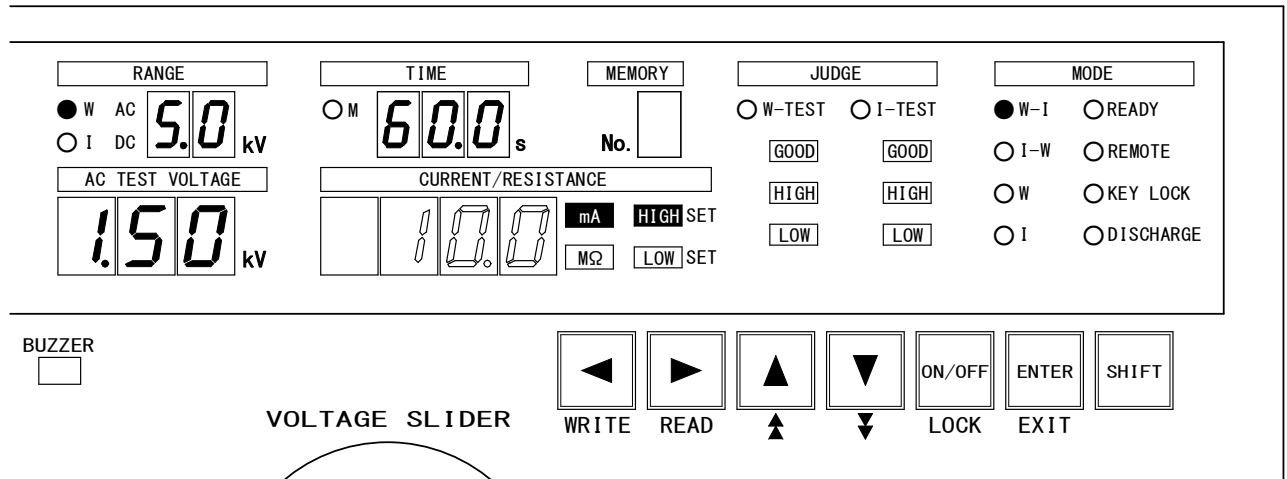 RANGE TIME MEMORY JUDGE MODE
W AC 5.0 kV M 60.0 s No. W-TEST I-TEST W-I READY
I DC GOOD GOOD I-W REMOTE
AC TEST VOLTAGE CURRENT/RESISTANCE HIGH HIGH W KEY LOCK
1.50 kV 10.0 mA HIGH SET LOW LOW I DISCHARGE
MΩ LOW SET
BUZZER
ON/OFF ENTER SHIFT
WRITE READ LOCK EXIT
VOLTAGE SLIDER